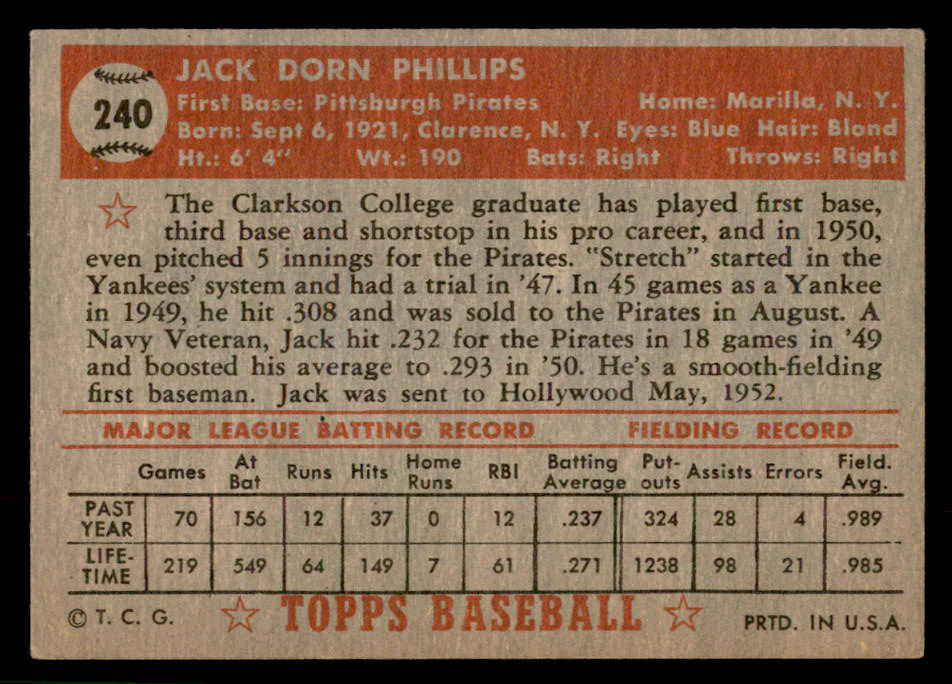 JACK DORN PHILLIPS
240
First Base: Pittsburgh Pirates Home: Marilla, N. Y.
Born: Sept 6, 1921, Clarence, N. Y. Eyes: Blue Hair: Blond
Ht.: 6' 4" Wt.: 190 Bats: Right Throws: Right
The Clarkson College graduate has played first base,
third base and shortstop in his pro career, and in 1950,
even pitched 5 innings for the Pirates. "Stretch" started in the
Yankees' system and had a trial in '47. In 45 games as a Yankee
in 1949, he hit .308 and was sold to the Pirates in August. A
Navy Veteran, Jack hit .232 for the Pirates in 18 games in '49
and boosted his average to .293 in '50. He's a smooth-fielding
first baseman. Jack was sent to Hollywood May, 1952.
MAJOR LEAGUE BATTING RECORD FIELDING RECORD
Games At Bat Runs Hits Home Runs RBI Batting Average Put-outs Assists Errors Field. Avg.
PAST YEAR 70 156 12 37 0 12 .237 324 28 4 .989
LIFE-TIME 219 549 64 149 7 61 .271 1238 98 21 .985
© T. C. G. TOPPS BASEBALL PRTD. IN U.S.A.